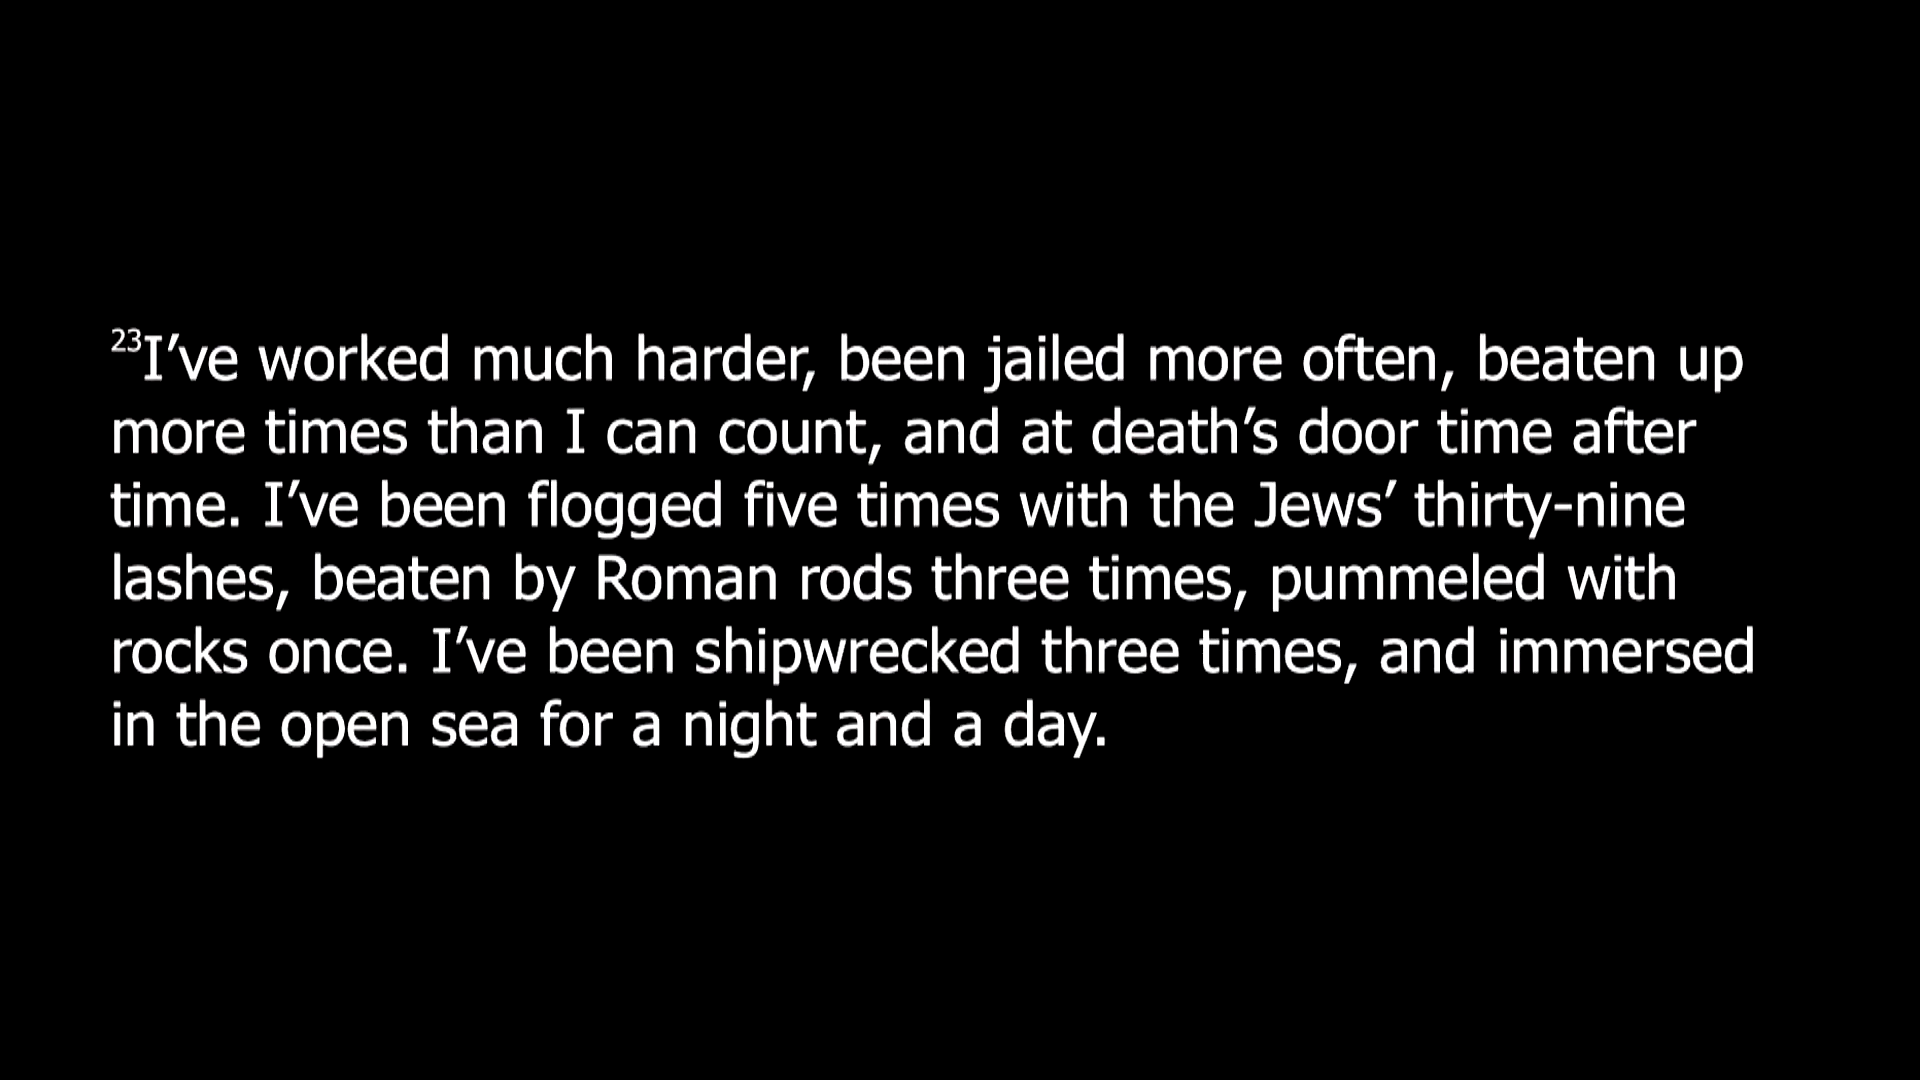 ²³I’ve worked much harder, been jailed more often, beaten up
more times than I can count, and at death’s door time after
time. I’ve been flogged five times with the Jews’ thirty-nine
lashes, beaten by Roman rods three times, pummeled with
rocks once. I’ve been shipwrecked three times, and immersed
in the open sea for a night and a day.